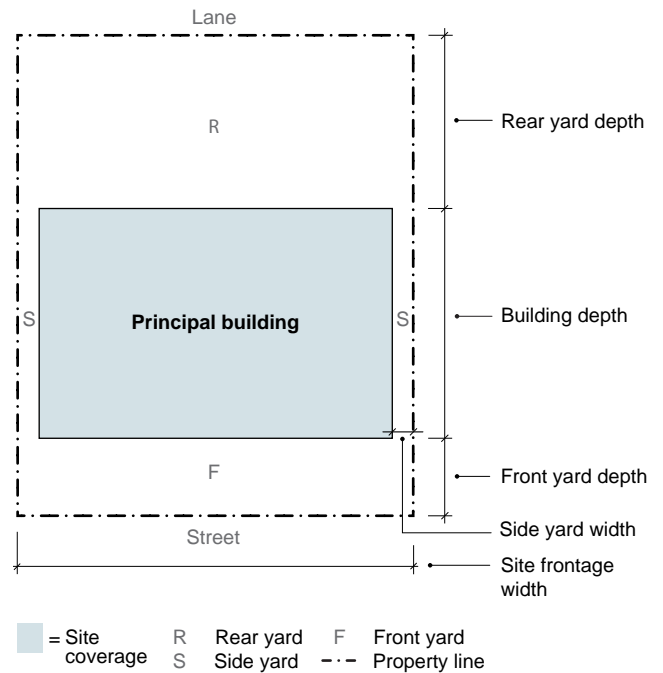 Lane
R
Rear yard depth
S
Principal building
S
Building depth
F
Front yard depth
Side yard width
Street
Site frontage
width
= Site
coverage
R Rear yard
F Front yard
S Side yard
Property line